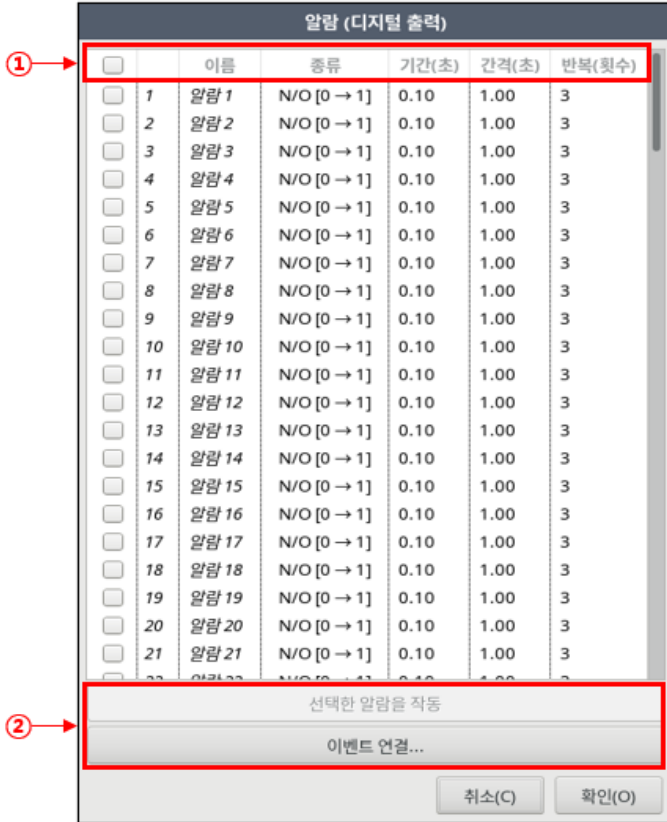 알람 (디지털 출력)
① 이름 종류 기간(초) 간격(초) 반복(횟수)
1 알람 1 N/O [0 → 1] 0.10 1.00 3
2 알람 2 N/O [0 → 1] 0.10 1.00 3
3 알람 3 N/O [0 → 1] 0.10 1.00 3
4 알람 4 N/O [0 → 1] 0.10 1.00 3
5 알람 5 N/O [0 → 1] 0.10 1.00 3
6 알람 6 N/O [0 → 1] 0.10 1.00 3
7 알람 7 N/O [0 → 1] 0.10 1.00 3
8 알람 8 N/O [0 → 1] 0.10 1.00 3
9 알람 9 N/O [0 → 1] 0.10 1.00 3
10 알람 10 N/O [0 → 1] 0.10 1.00 3
11 알람 11 N/O [0 → 1] 0.10 1.00 3
12 알람 12 N/O [0 → 1] 0.10 1.00 3
13 알람 13 N/O [0 → 1] 0.10 1.00 3
14 알람 14 N/O [0 → 1] 0.10 1.00 3
15 알람 15 N/O [0 → 1] 0.10 1.00 3
16 알람 16 N/O [0 → 1] 0.10 1.00 3
17 알람 17 N/O [0 → 1] 0.10 1.00 3
18 알람 18 N/O [0 → 1] 0.10 1.00 3
19 알람 19 N/O [0 → 1] 0.10 1.00 3
20 알람 20 N/O [0 → 1] 0.10 1.00 3
21 알람 21 N/O [0 → 1] 0.10 1.00 3
선택한 알람을 작동
② 이벤트 연결...
취소(C) 확인(O)